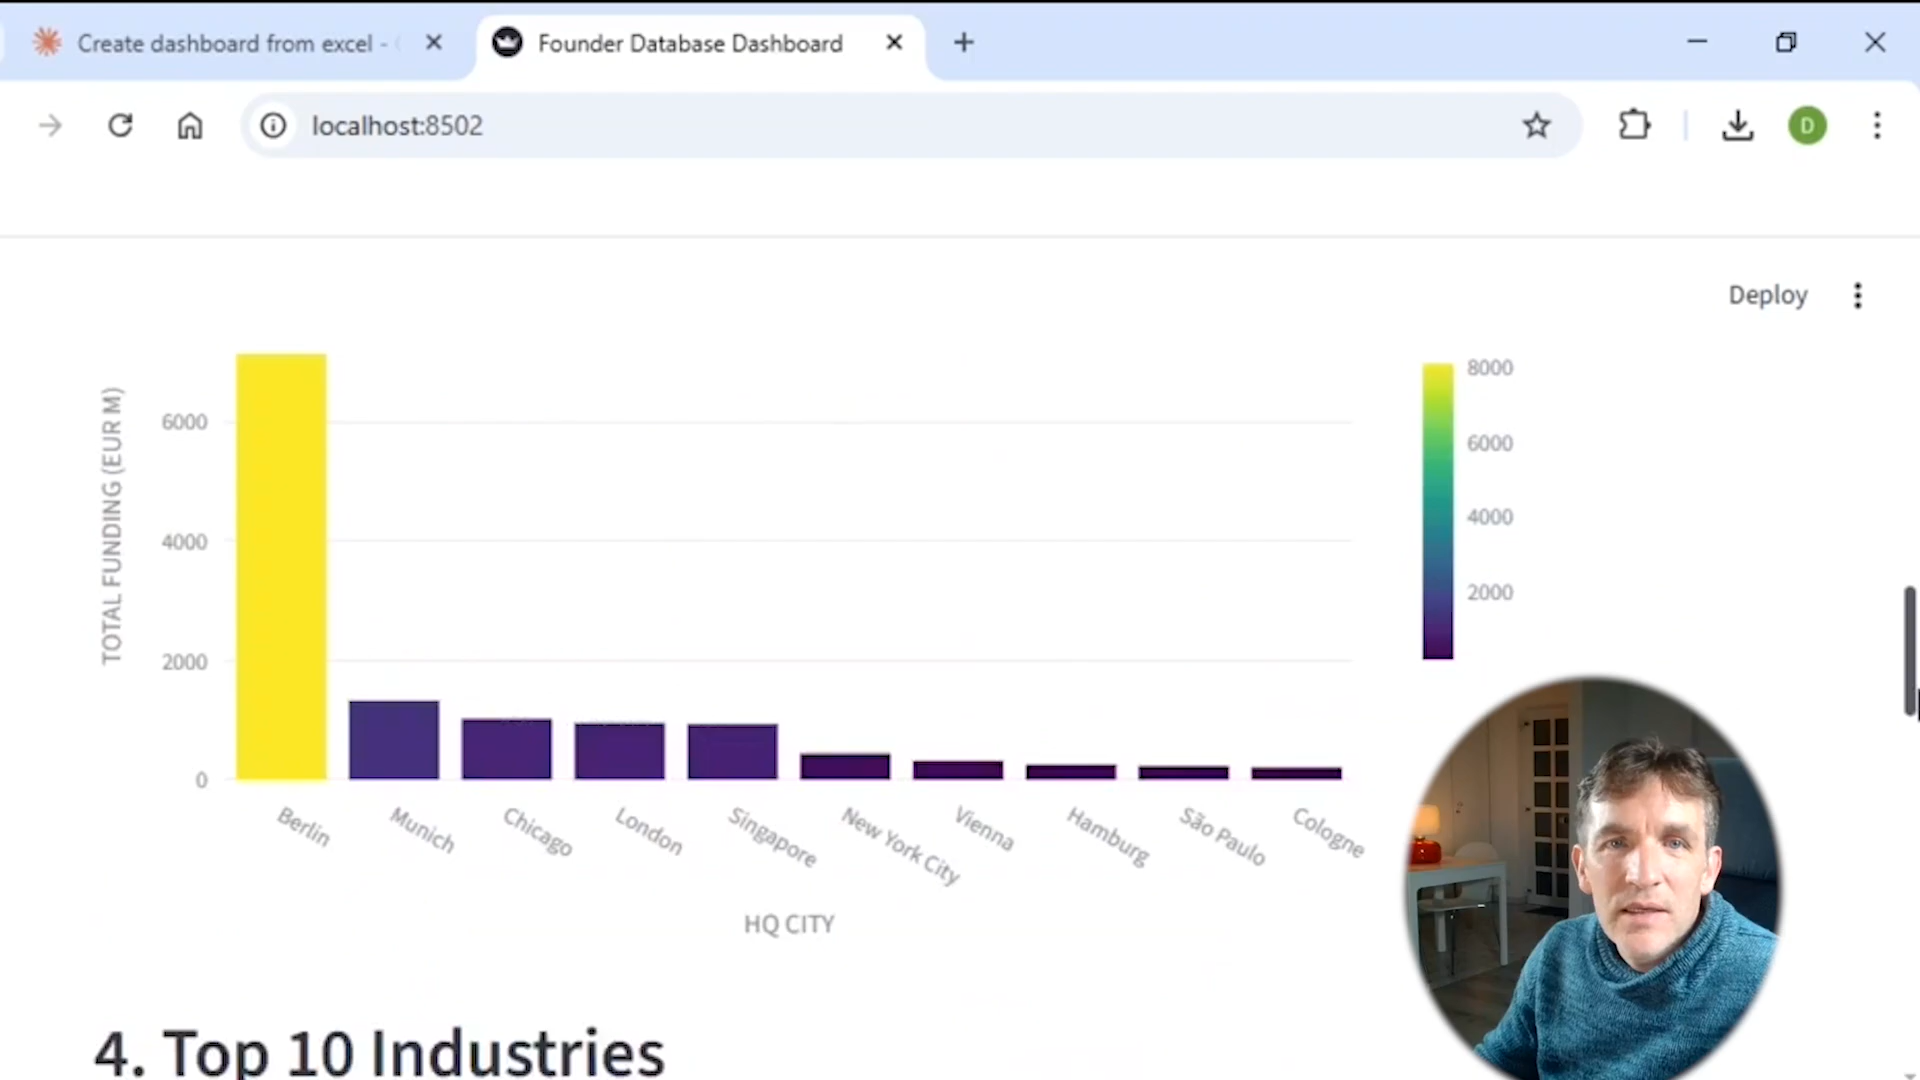 Create dashboard from excel -
Founder Database Dashboard
localhost:8502
D
Deploy
TOTAL FUNDING (EUR M)
6000
4000
2000
0
Berlin
Munich
Chicago
London
Singapore
New York City
Vienna
Hamburg
São Paulo
Cologne
HQ CITY
8000
6000
4000
2000
4. Top 10 Industries